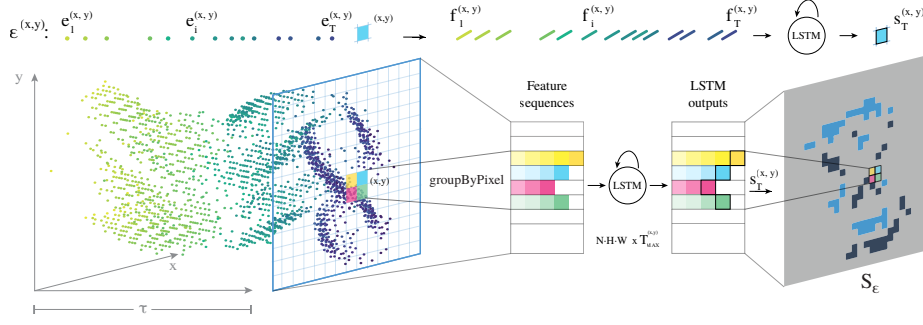 ε^(x,y): e_1^(x, y) e_i^(x, y) e_T^(x, y) (x,y) f_1^(x, y) f_i^(x, y) f_T^(x, y) LSTM s_T^(x, y)
y
x
τ
(x,y)
groupByPixel
Feature
sequences
LSTM
N·H·W x T_MAX^(x,y)
LSTM
outputs
s_T^(x, y)
S_ε